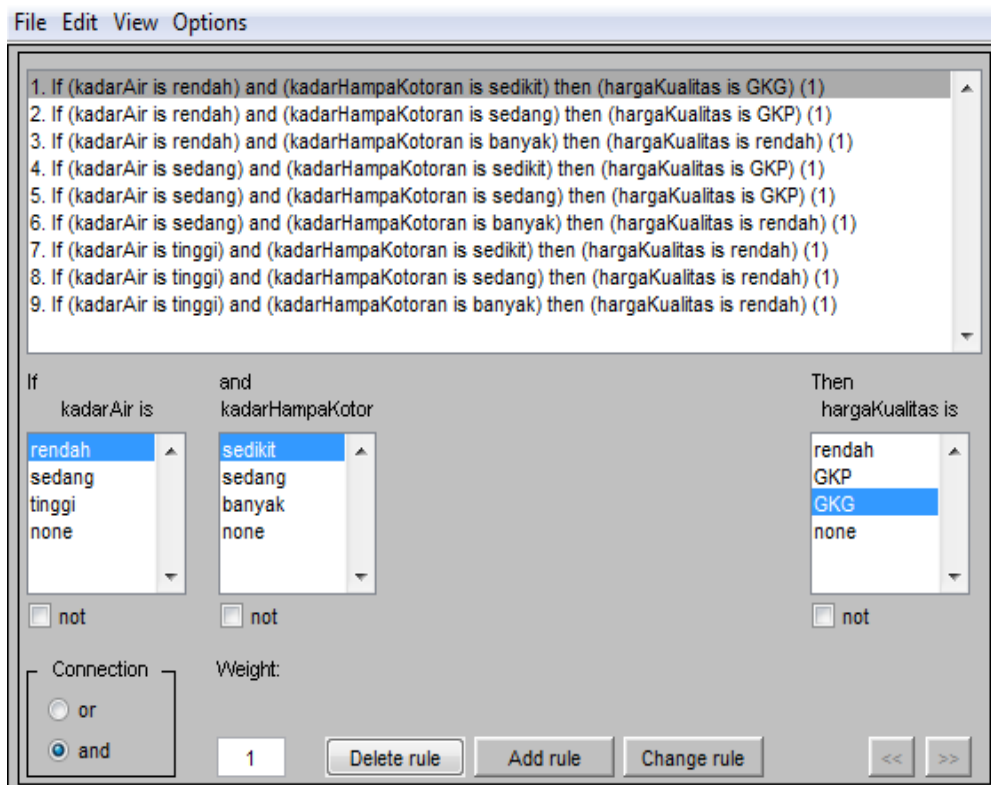 File Edit View Options
1. If (kadarAir is rendah) and (kadarHampaKotoran is sedikit) then (hargaKualitas is GKG) (1)
2. If (kadarAir is rendah) and (kadarHampaKotoran is sedang) then (hargaKualitas is GKP) (1)
3. If (kadarAir is rendah) and (kadarHampaKotoran is banyak) then (hargaKualitas is rendah) (1)
4. If (kadarAir is sedang) and (kadarHampaKotoran is sedikit) then (hargaKualitas is GKP) (1)
5. If (kadarAir is sedang) and (kadarHampaKotoran is sedang) then (hargaKualitas is GKP) (1)
6. If (kadarAir is sedang) and (kadarHampaKotoran is banyak) then (hargaKualitas is rendah) (1)
7. If (kadarAir is tinggi) and (kadarHampaKotoran is sedikit) then (hargaKualitas is rendah) (1)
8. If (kadarAir is tinggi) and (kadarHampaKotoran is sedang) then (hargaKualitas is rendah) (1)
9. If (kadarAir is tinggi) and (kadarHampaKotoran is banyak) then (hargaKualitas is rendah) (1)
If
kadarAir is
rendah
sedang
tinggi
none
not
and
kadarHampaKotor
sedikit
sedang
banyak
none
not
Then
hargaKualitas is
rendah
GKP
GKG
none
not
Connection
or
and
Weight:
1
Delete rule
Add rule
Change rule
<<
>>